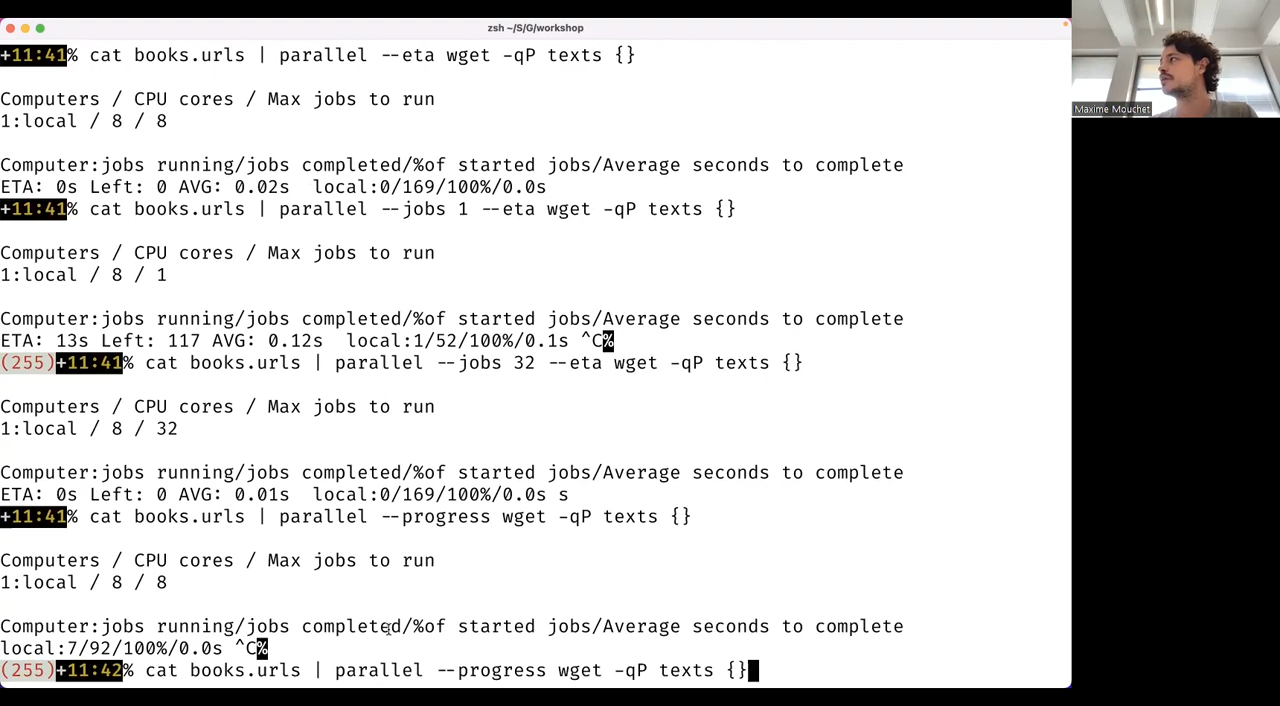 zsh ~/S/G/workshop
+11:41% cat books.urls | parallel --eta wget -qP texts {}
Computers / CPU cores / Max jobs to run
1:local / 8 / 8
Computer:jobs running/jobs completed/%of started jobs/Average seconds to complete
ETA: 0s Left: 0 AVG: 0.02s  local:0/169/100%/0.0s
+11:41% cat books.urls | parallel --jobs 1 --eta wget -qP texts {}
Computers / CPU cores / Max jobs to run
1:local / 8 / 1
Computer:jobs running/jobs completed/%of started jobs/Average seconds to complete
ETA: 13s Left: 117 AVG: 0.12s  local:1/52/100%/0.1s ^C%
(255)+11:41% cat books.urls | parallel --jobs 32 --eta wget -qP texts {}
Computers / CPU cores / Max jobs to run
1:local / 8 / 32
Computer:jobs running/jobs completed/%of started jobs/Average seconds to complete
ETA: 0s Left: 0 AVG: 0.01s  local:0/169/100%/0.0s s
+11:41% cat books.urls | parallel --progress wget -qP texts {}
Computers / CPU cores / Max jobs to run
1:local / 8 / 8
Computer:jobs running/jobs completed/%of started jobs/Average seconds to complete
local:7/92/100%/0.0s ^C%
(255)+11:42% cat books.urls | parallel --progress wget -qP texts {}
Maxime Mouchet